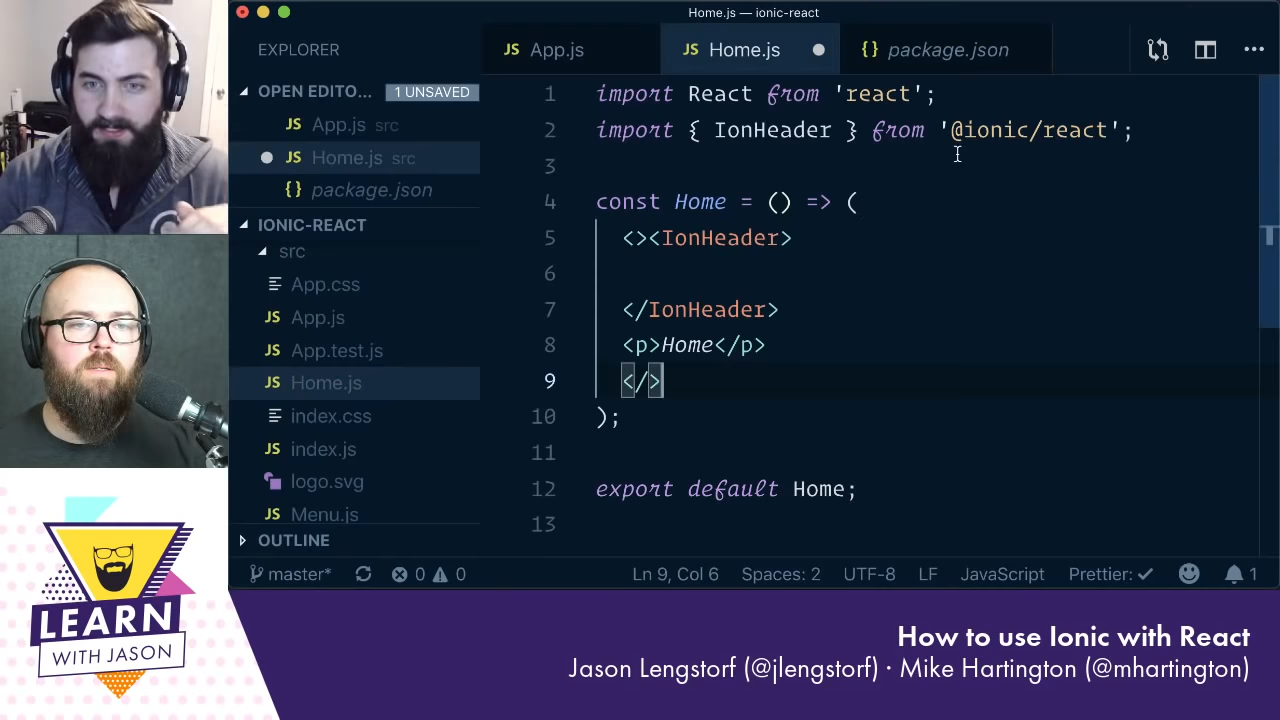 Home.js — ionic-react
EXPLORER
JS App.js
JS Home.js
{} package.json
OPEN EDITO... 1 UNSAVED
JS App.js src
JS Home.js src
{} package.json
IONIC-REACT
src
App.css
JS App.js
JS App.test.js
JS Home.js
index.css
JS index.js
logo.svg
JS Menu.js
OUTLINE
1 import React from 'react';
2 import { IonHeader } from '@ionic/react';
3
4 const Home = () => (
5 <><IonHeader>
6
7 </IonHeader>
8 <p>Home</p>
9 </>
10 );
11
12 export default Home;
13
master* 0 0 Ln 9, Col 6 Spaces: 2 UTF-8 LF JavaScript Prettier: ✓ 1
LEARN
WITH JASON
How to use Ionic with React
Jason Lengstorf (@jlengstorf) · Mike Hartington (@mhartington)